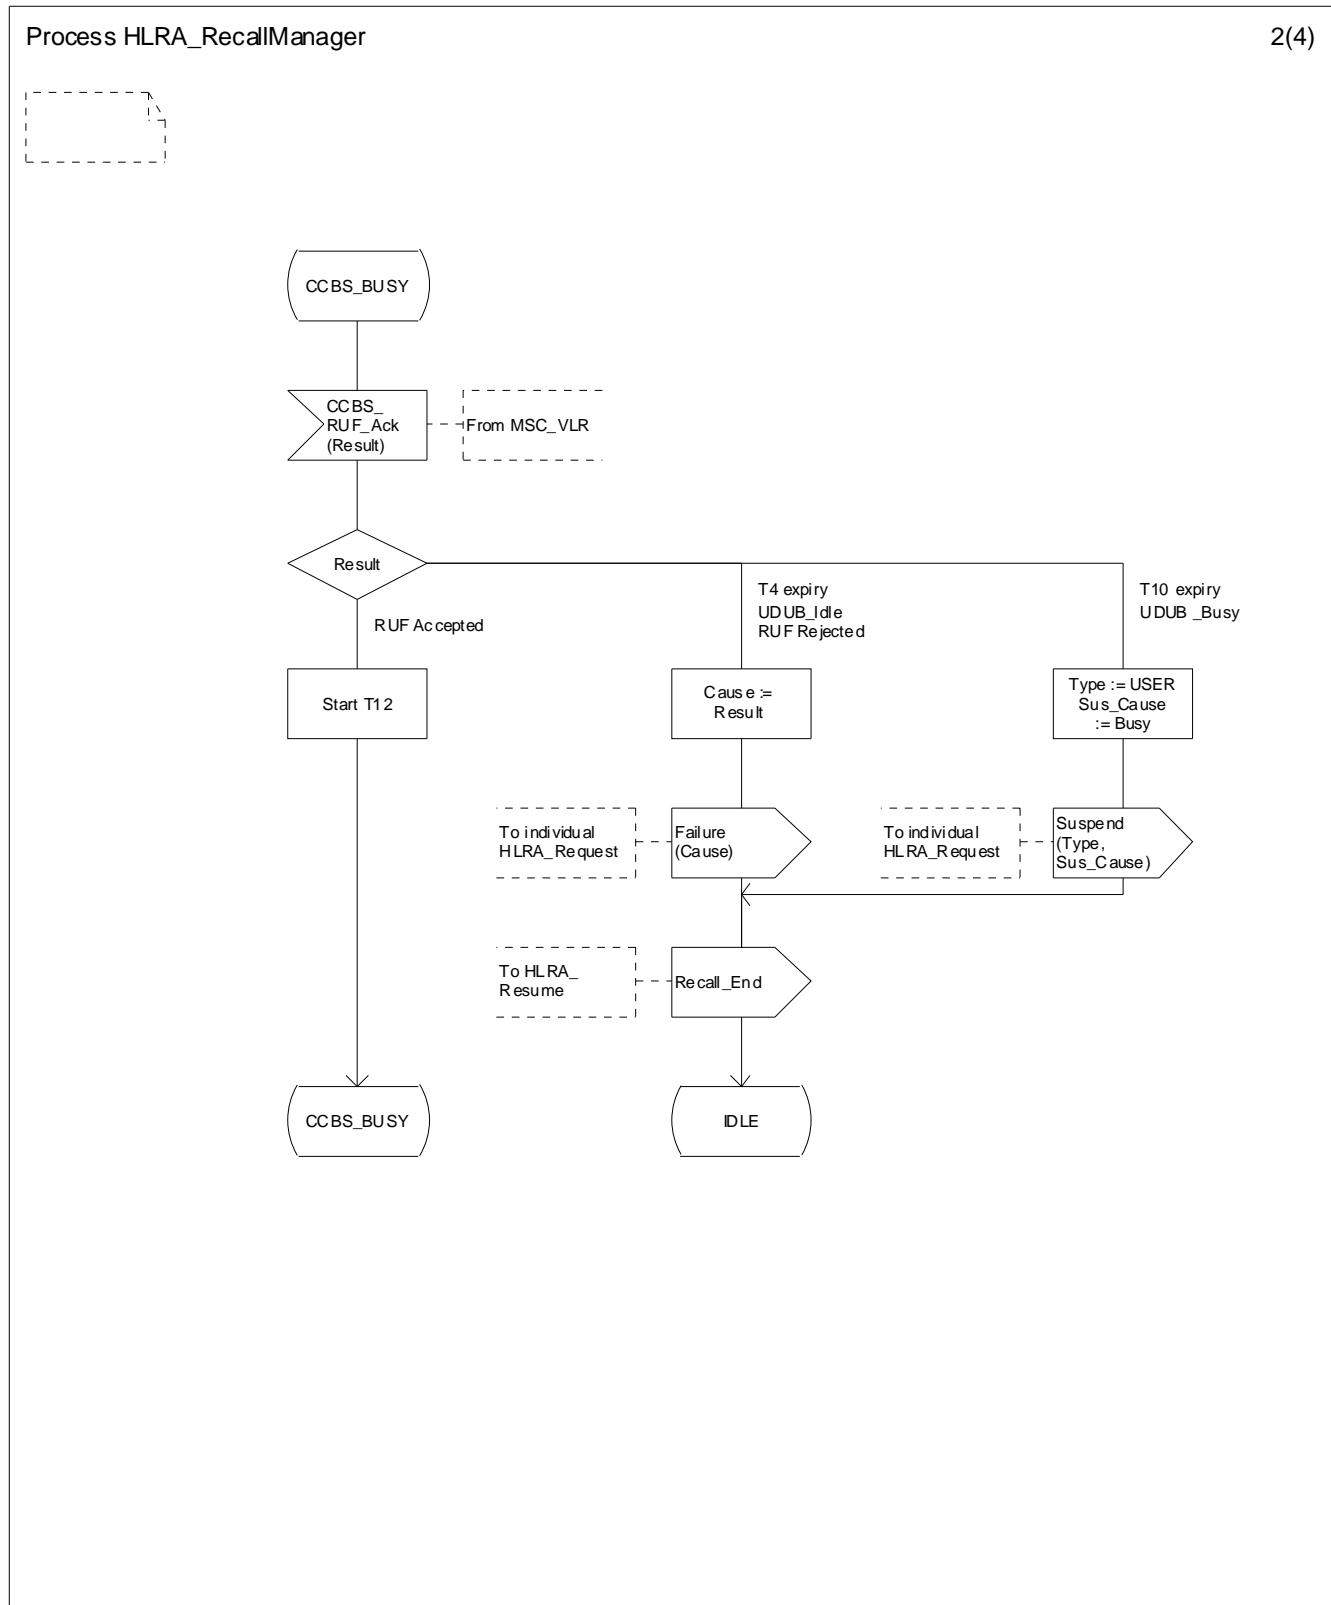 Process HLRA_RecallManager
2(4)
CCBS_BUSY
CCBS_
RUF_Ack
(Result)
From MSC_VLR
Result
RUF Accepted
T4 expiry
UDUB_Idle
RUF Rejected
T10 expiry
UDUB_Busy
Start T12
Cause :=
Result
Type := USER
Sus_Cause
:= Busy
To individual
HLRA_Request
Failure
(Cause)
To individual
HLRA_Request
Suspend
(Type,
Sus_Cause)
To HLRA_
Resume
Recall_End
CCBS_BUSY
IDLE